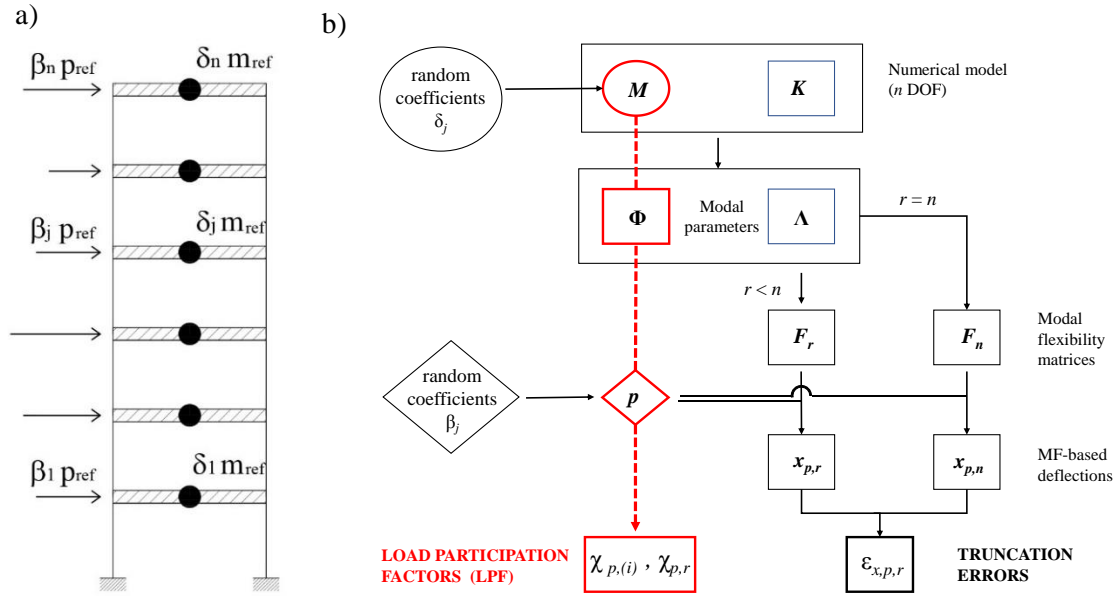 a)
βn pref
δn mref
βj pref
δj mref
β1 pref
δ1 mref
b)
random
coefficients
δj
M
K
Numerical model
(n DOF)
Φ
Modal
parameters
Λ
r = n
r < n
Fr
Fn
Modal
flexibility
matrices
random
coefficients
βj
p
xp,r
xp,n
MF-based
deflections
LOAD PARTICIPATION
FACTORS (LPF)
χ p,(i) , χp,r
εx,p,r
TRUNCATION
ERRORS